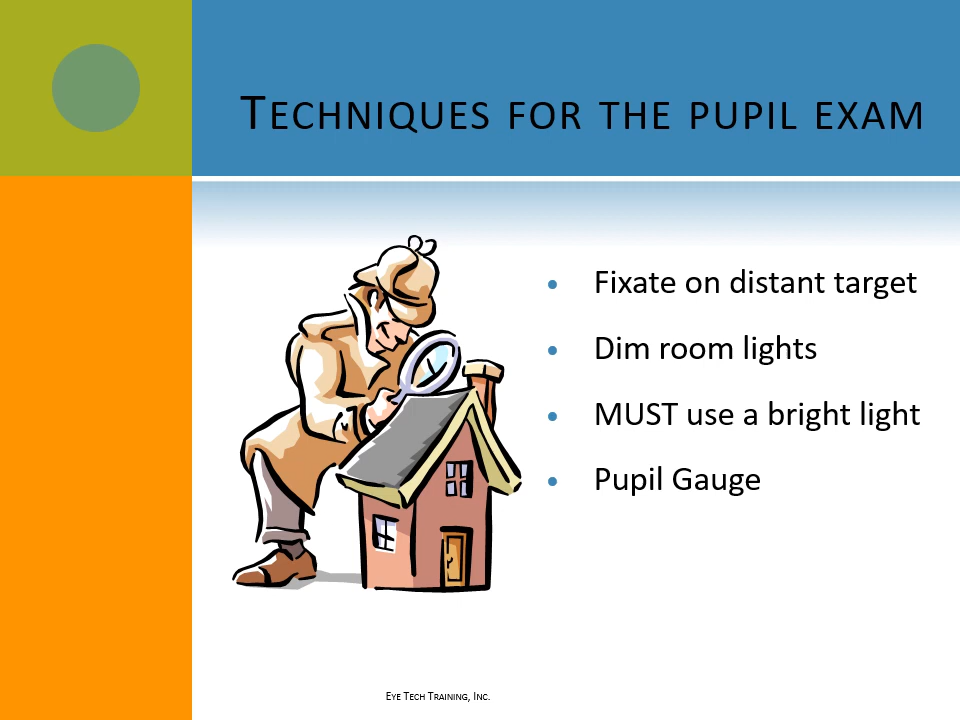 Techniques for the pupil exam
• Fixate on distant target
• Dim room lights
• MUST use a bright light
• Pupil Gauge
Eye Tech Training, Inc.